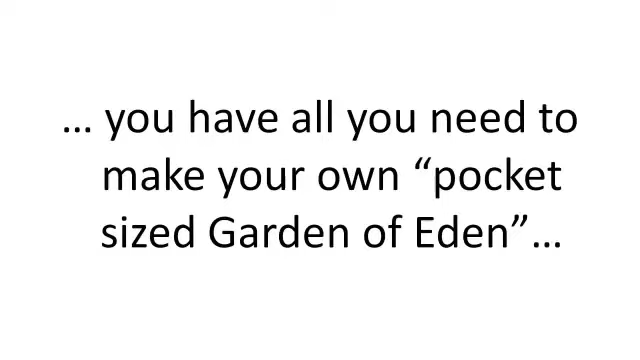 … you have all you need to
make your own “pocket
sized Garden of Eden”…